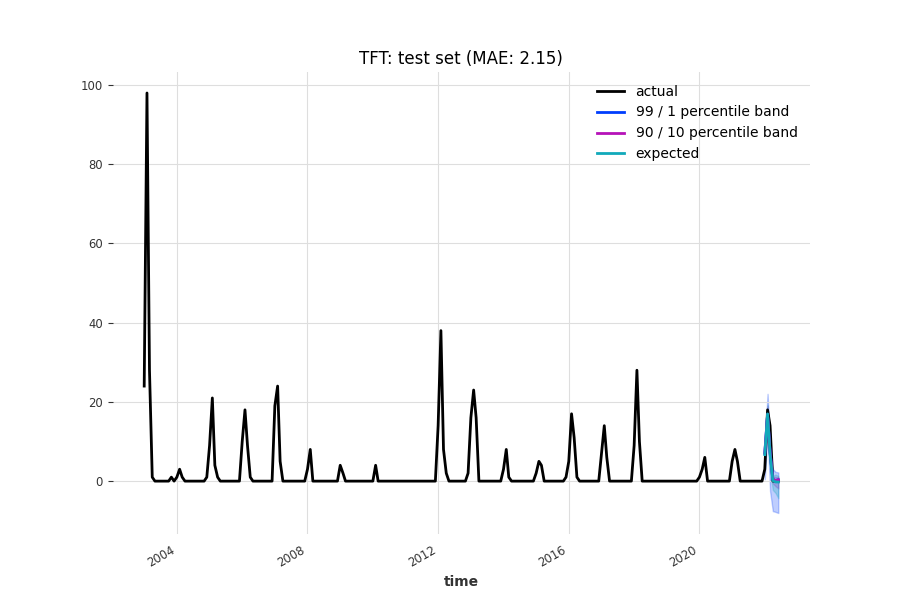 TFT: test set (MAE: 2.15)
100
80
60
40
20
0
actual
99 / 1 percentile band
90 / 10 percentile band
expected
2004
2008
2012
2016
2020
time